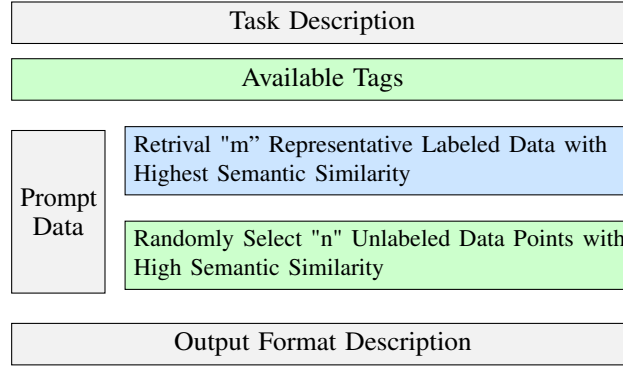 Task Description
Available Tags
Prompt
Data
Retrival "m” Representative Labeled Data with
Highest Semantic Similarity
Randomly Select "n" Unlabeled Data Points with
High Semantic Similarity
Output Format Description